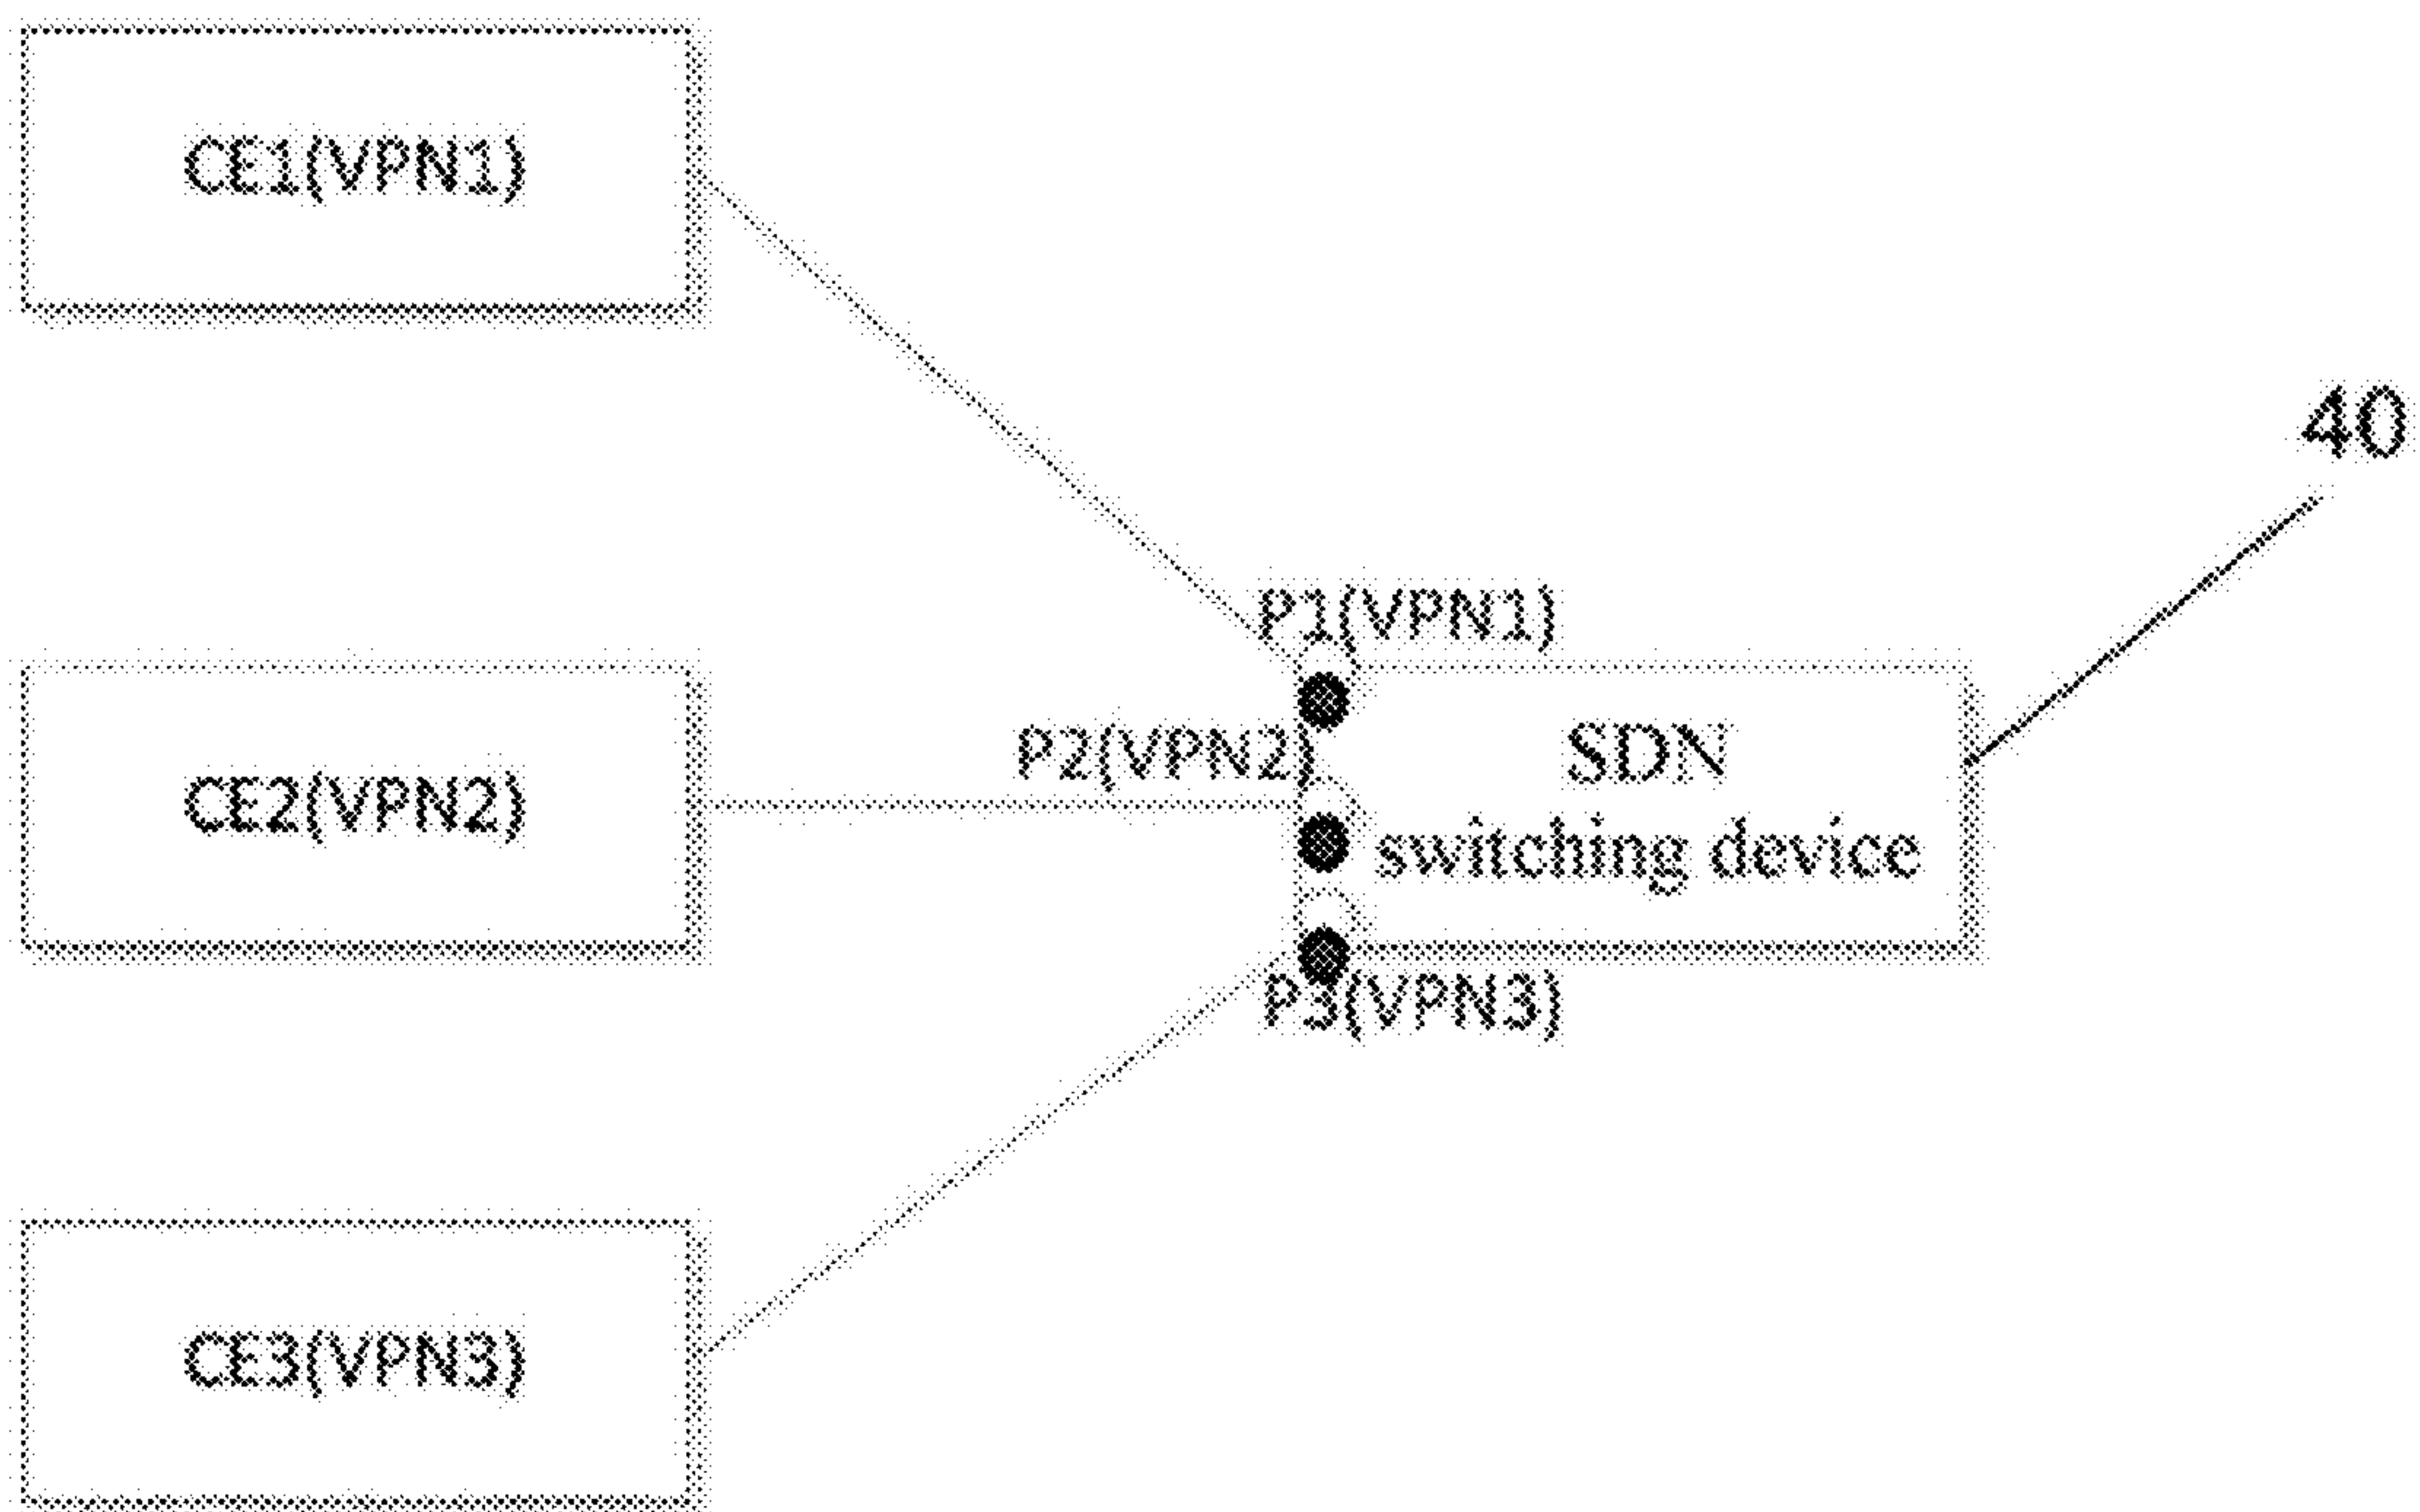 CE1(VPN1)
40
P1(VPN1)
P2(VPN2)
SDN
switching device
CE2(VPN2)
P3(VPN3)
CE3(VPN3)